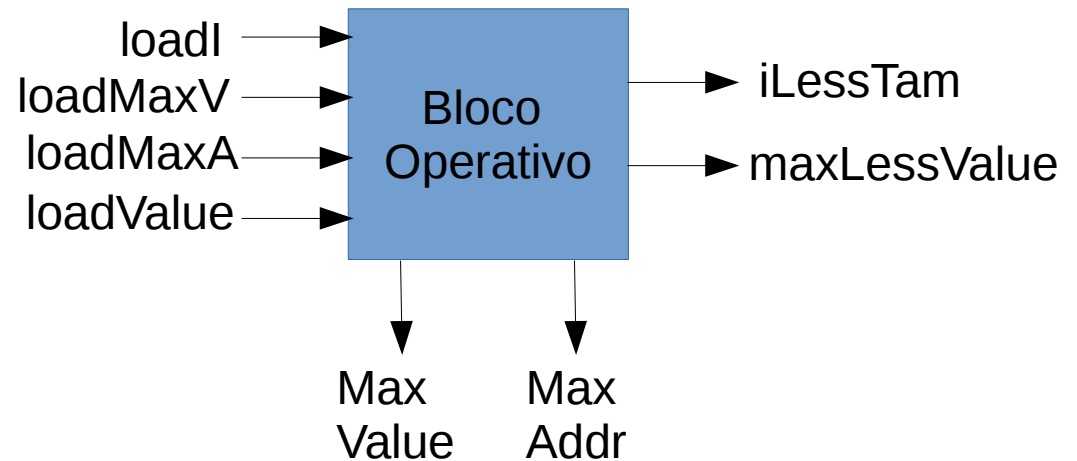 loadI
loadMaxV
loadMaxA
loadValue
Bloco
Operativo
iLessTam
maxLessValue
Max
Value
Max
Addr